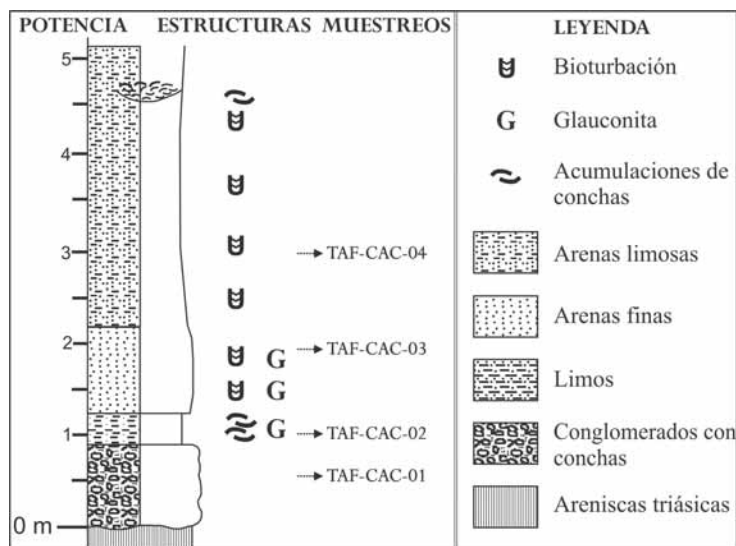 POTENCIA ESTRUCTURAS MUESTREOS
5
4
3
2
1
0 m
G
G
G
TAF-CAC-04
TAF-CAC-03
TAF-CAC-02
TAF-CAC-01
LEYENDA
Bioturbación
G Glauconita
Acumulaciones de
conchas
Arenas limosas
Arenas finas
Limos
Conglomerados con
conchas
Areniscas triásicas